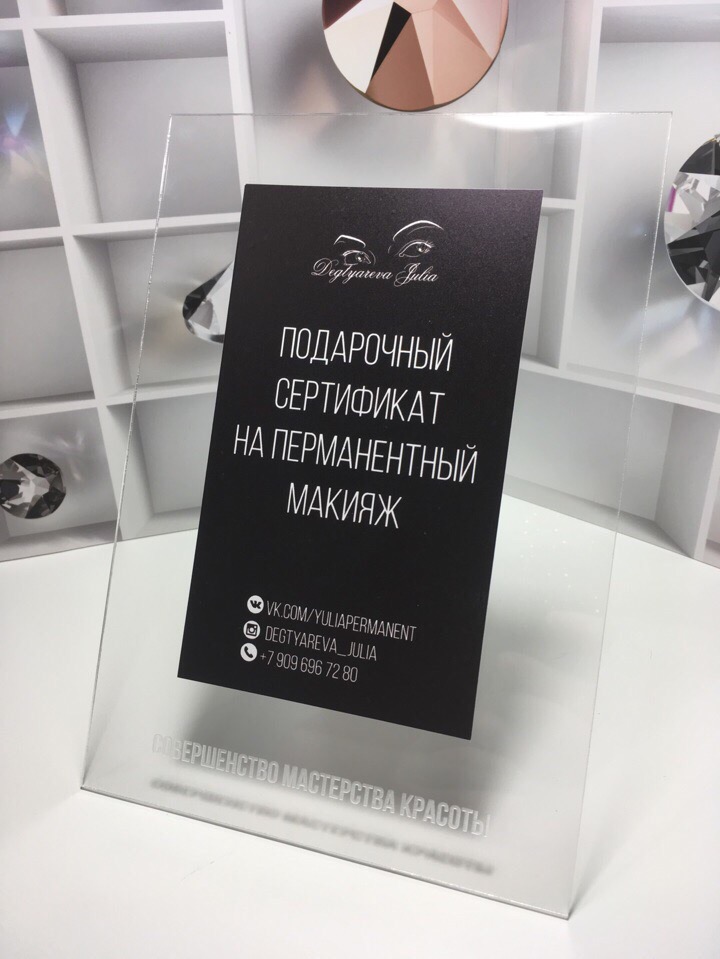 Degtyareva Julia
ПОДАРОЧНЫЙ
СЕРТИФИКАТ
НА ПЕРМАНЕНТНЫЙ
МАКИЯЖ
VK.COM/YULIAPERMANENT
DEGTYAREVA_JULIA
+7 909 696 72 80
СОВЕРШЕНСТВО МАСТЕРСТВА КРАСОТЫ